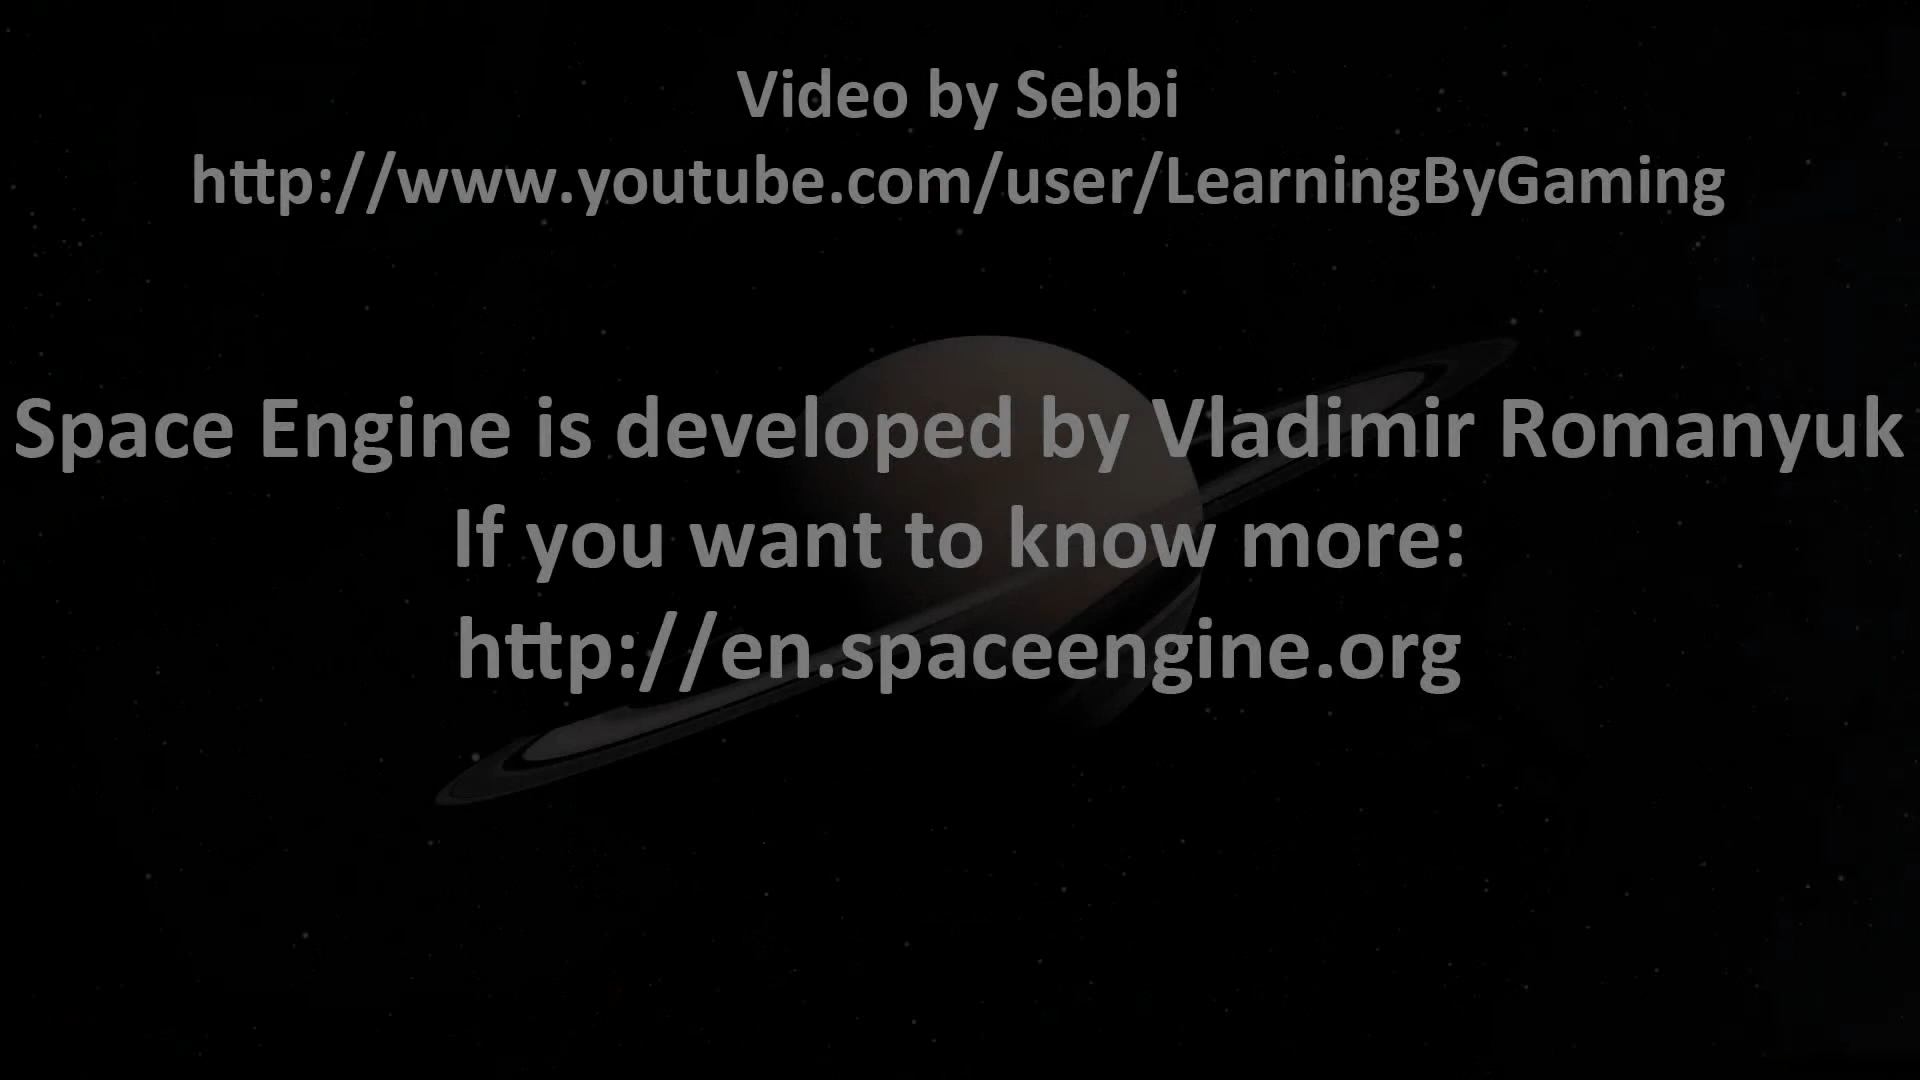 Video by Sebbi
http://www.youtube.com/user/LearningByGaming
Space Engine is developed by Vladimir Romanyuk
If you want to know more:
http://en.spaceengine.org